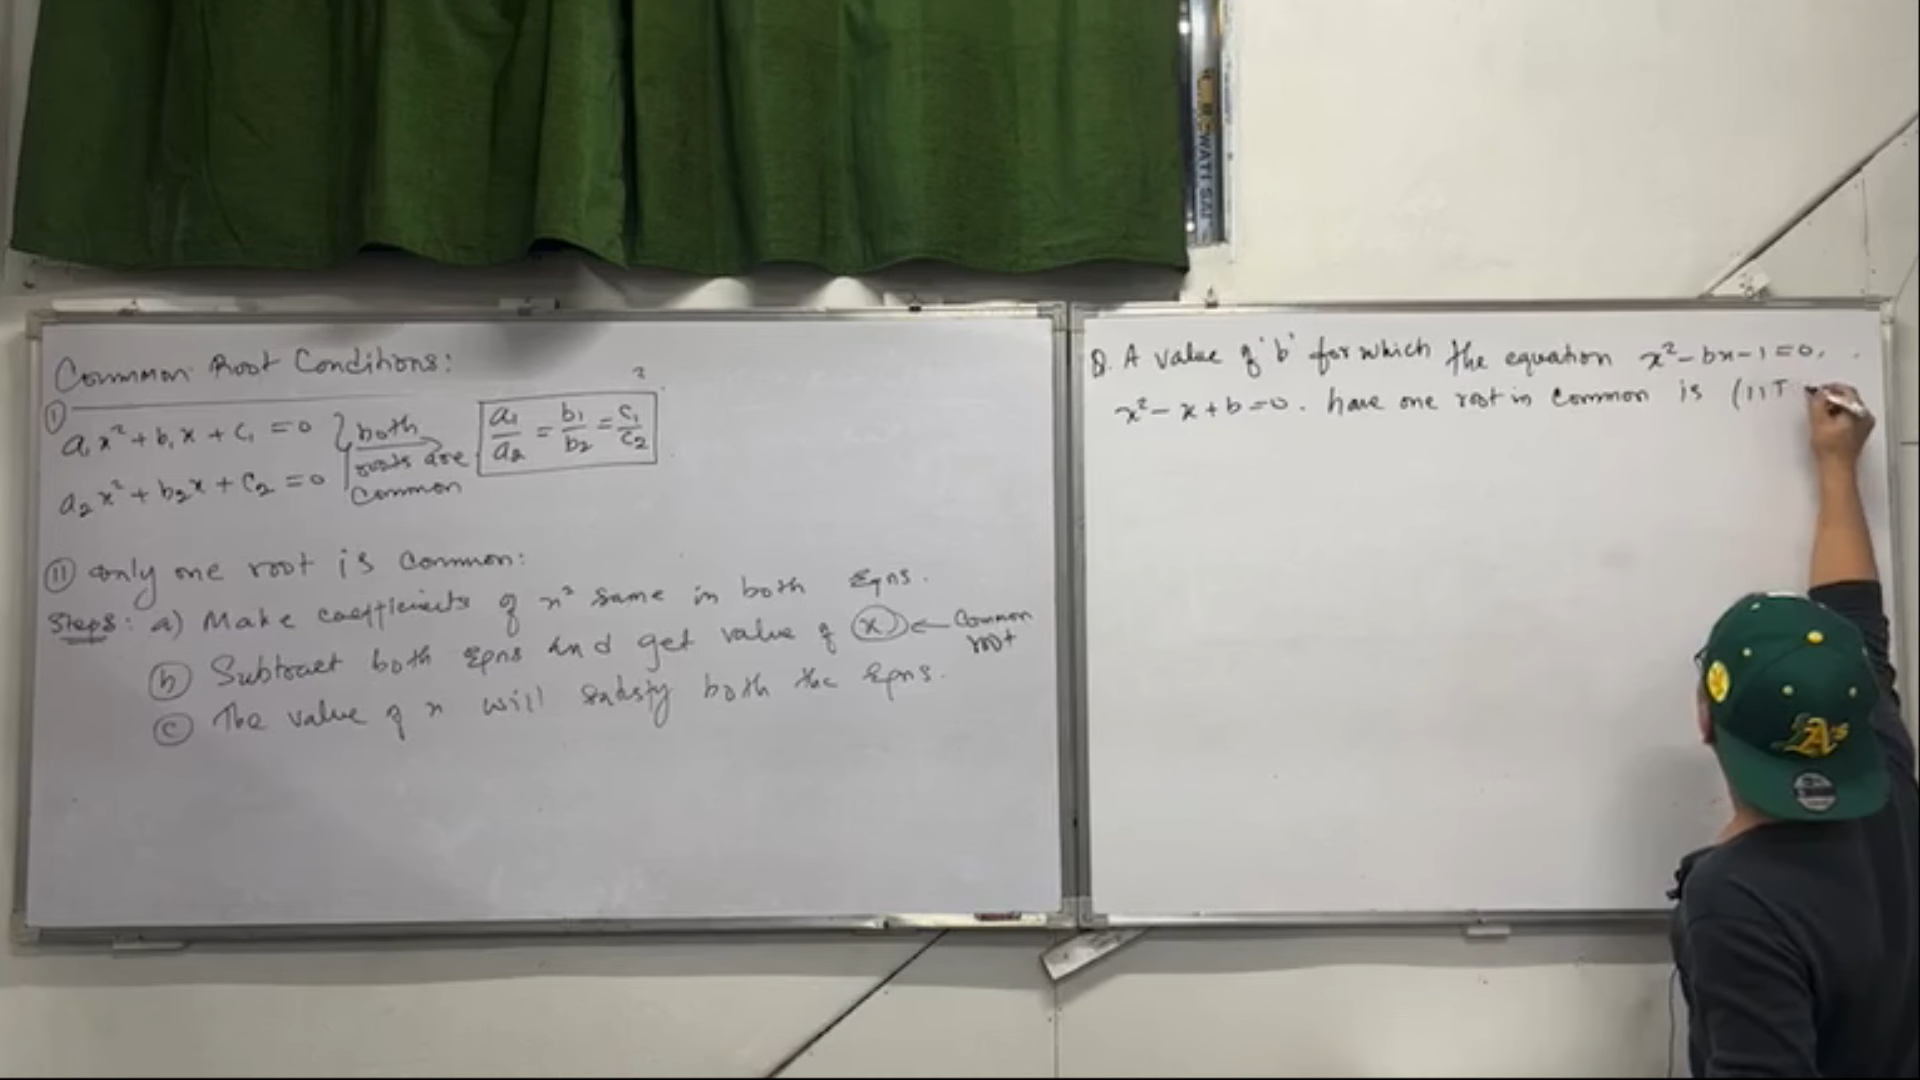 Common Root Conditions:
I
a₁x² + b₁x + c₁ = 0
a₂x² + b₂x + c₂ = 0
both
roots are
common
a₁/a₂ = b₁/b₂ = c₁/c₂
II only one root is common:
Steps: a) Make coefficients of x² same in both Eqns.
b Subtract both Eqns and get value of x ← Common
root
c The value of x will satisfy both the Eqns.
Q. A value of 'b' for which the equation x² - bx - 1 = 0,
x² - x + b = 0. have one root in common is (IIT
A's